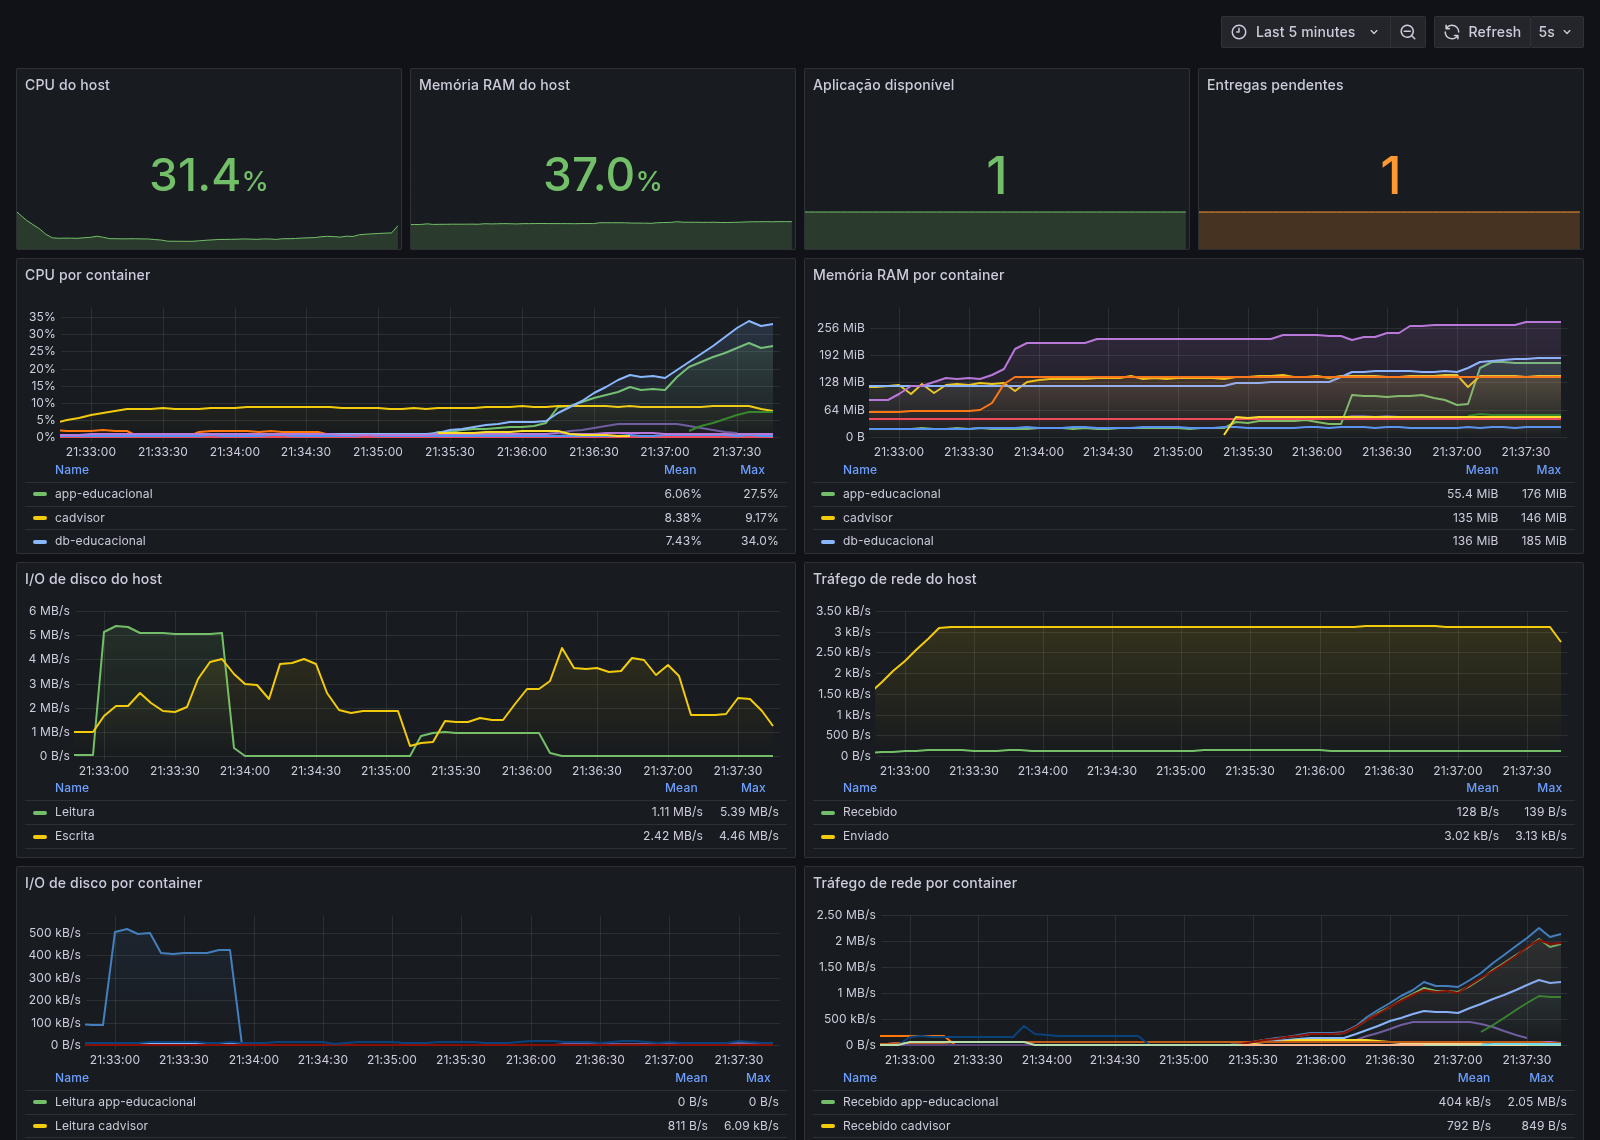 Last 5 minutes
Refresh 5s
CPU do host
Memória RAM do host
Aplicação disponível
Entregas pendentes
31.4%
37.0%
1
1
CPU por container
35%
30%
25%
20%
15%
10%
5%
0%
21:33:00 21:33:30 21:34:00 21:34:30 21:35:00 21:35:30 21:36:00 21:36:30 21:37:00 21:37:30
Name Mean Max
app-educacional 6.06% 27.5%
cadvisor 8.38% 9.17%
db-educacional 7.43% 34.0%
Memória RAM por container
256 MiB
192 MiB
128 MiB
64 MiB
0 B
21:33:00 21:33:30 21:34:00 21:34:30 21:35:00 21:35:30 21:36:00 21:36:30 21:37:00 21:37:30
Name Mean Max
app-educacional 55.4 MiB 176 MiB
cadvisor 135 MiB 146 MiB
db-educacional 136 MiB 185 MiB
I/O de disco do host
6 MB/s
5 MB/s
4 MB/s
3 MB/s
2 MB/s
1 MB/s
0 B/s
21:33:00 21:33:30 21:34:00 21:34:30 21:35:00 21:35:30 21:36:00 21:36:30 21:37:00 21:37:30
Name Mean Max
Leitura 1.11 MB/s 5.39 MB/s
Escrita 2.42 MB/s 4.46 MB/s
Tráfego de rede do host
3.50 kB/s
3 kB/s
2.50 kB/s
2 kB/s
1.50 kB/s
1 kB/s
500 B/s
0 B/s
21:33:00 21:33:30 21:34:00 21:34:30 21:35:00 21:35:30 21:36:00 21:36:30 21:37:00 21:37:30
Name Mean Max
Recebido 128 B/s 139 B/s
Enviado 3.02 kB/s 3.13 kB/s
I/O de disco por container
500 kB/s
400 kB/s
300 kB/s
200 kB/s
100 kB/s
0 B/s
21:33:00 21:33:30 21:34:00 21:34:30 21:35:00 21:35:30 21:36:00 21:36:30 21:37:00 21:37:30
Name Mean Max
Leitura app-educacional 0 B/s 0 B/s
Leitura cadvisor 811 B/s 6.09 kB/s
Tráfego de rede por container
2.50 MB/s
2 MB/s
1.50 MB/s
1 MB/s
500 kB/s
0 B/s
21:33:00 21:33:30 21:34:00 21:34:30 21:35:00 21:35:30 21:36:00 21:36:30 21:37:00 21:37:30
Name Mean Max
Recebido app-educacional 404 kB/s 2.05 MB/s
Recebido cadvisor 792 B/s 849 B/s